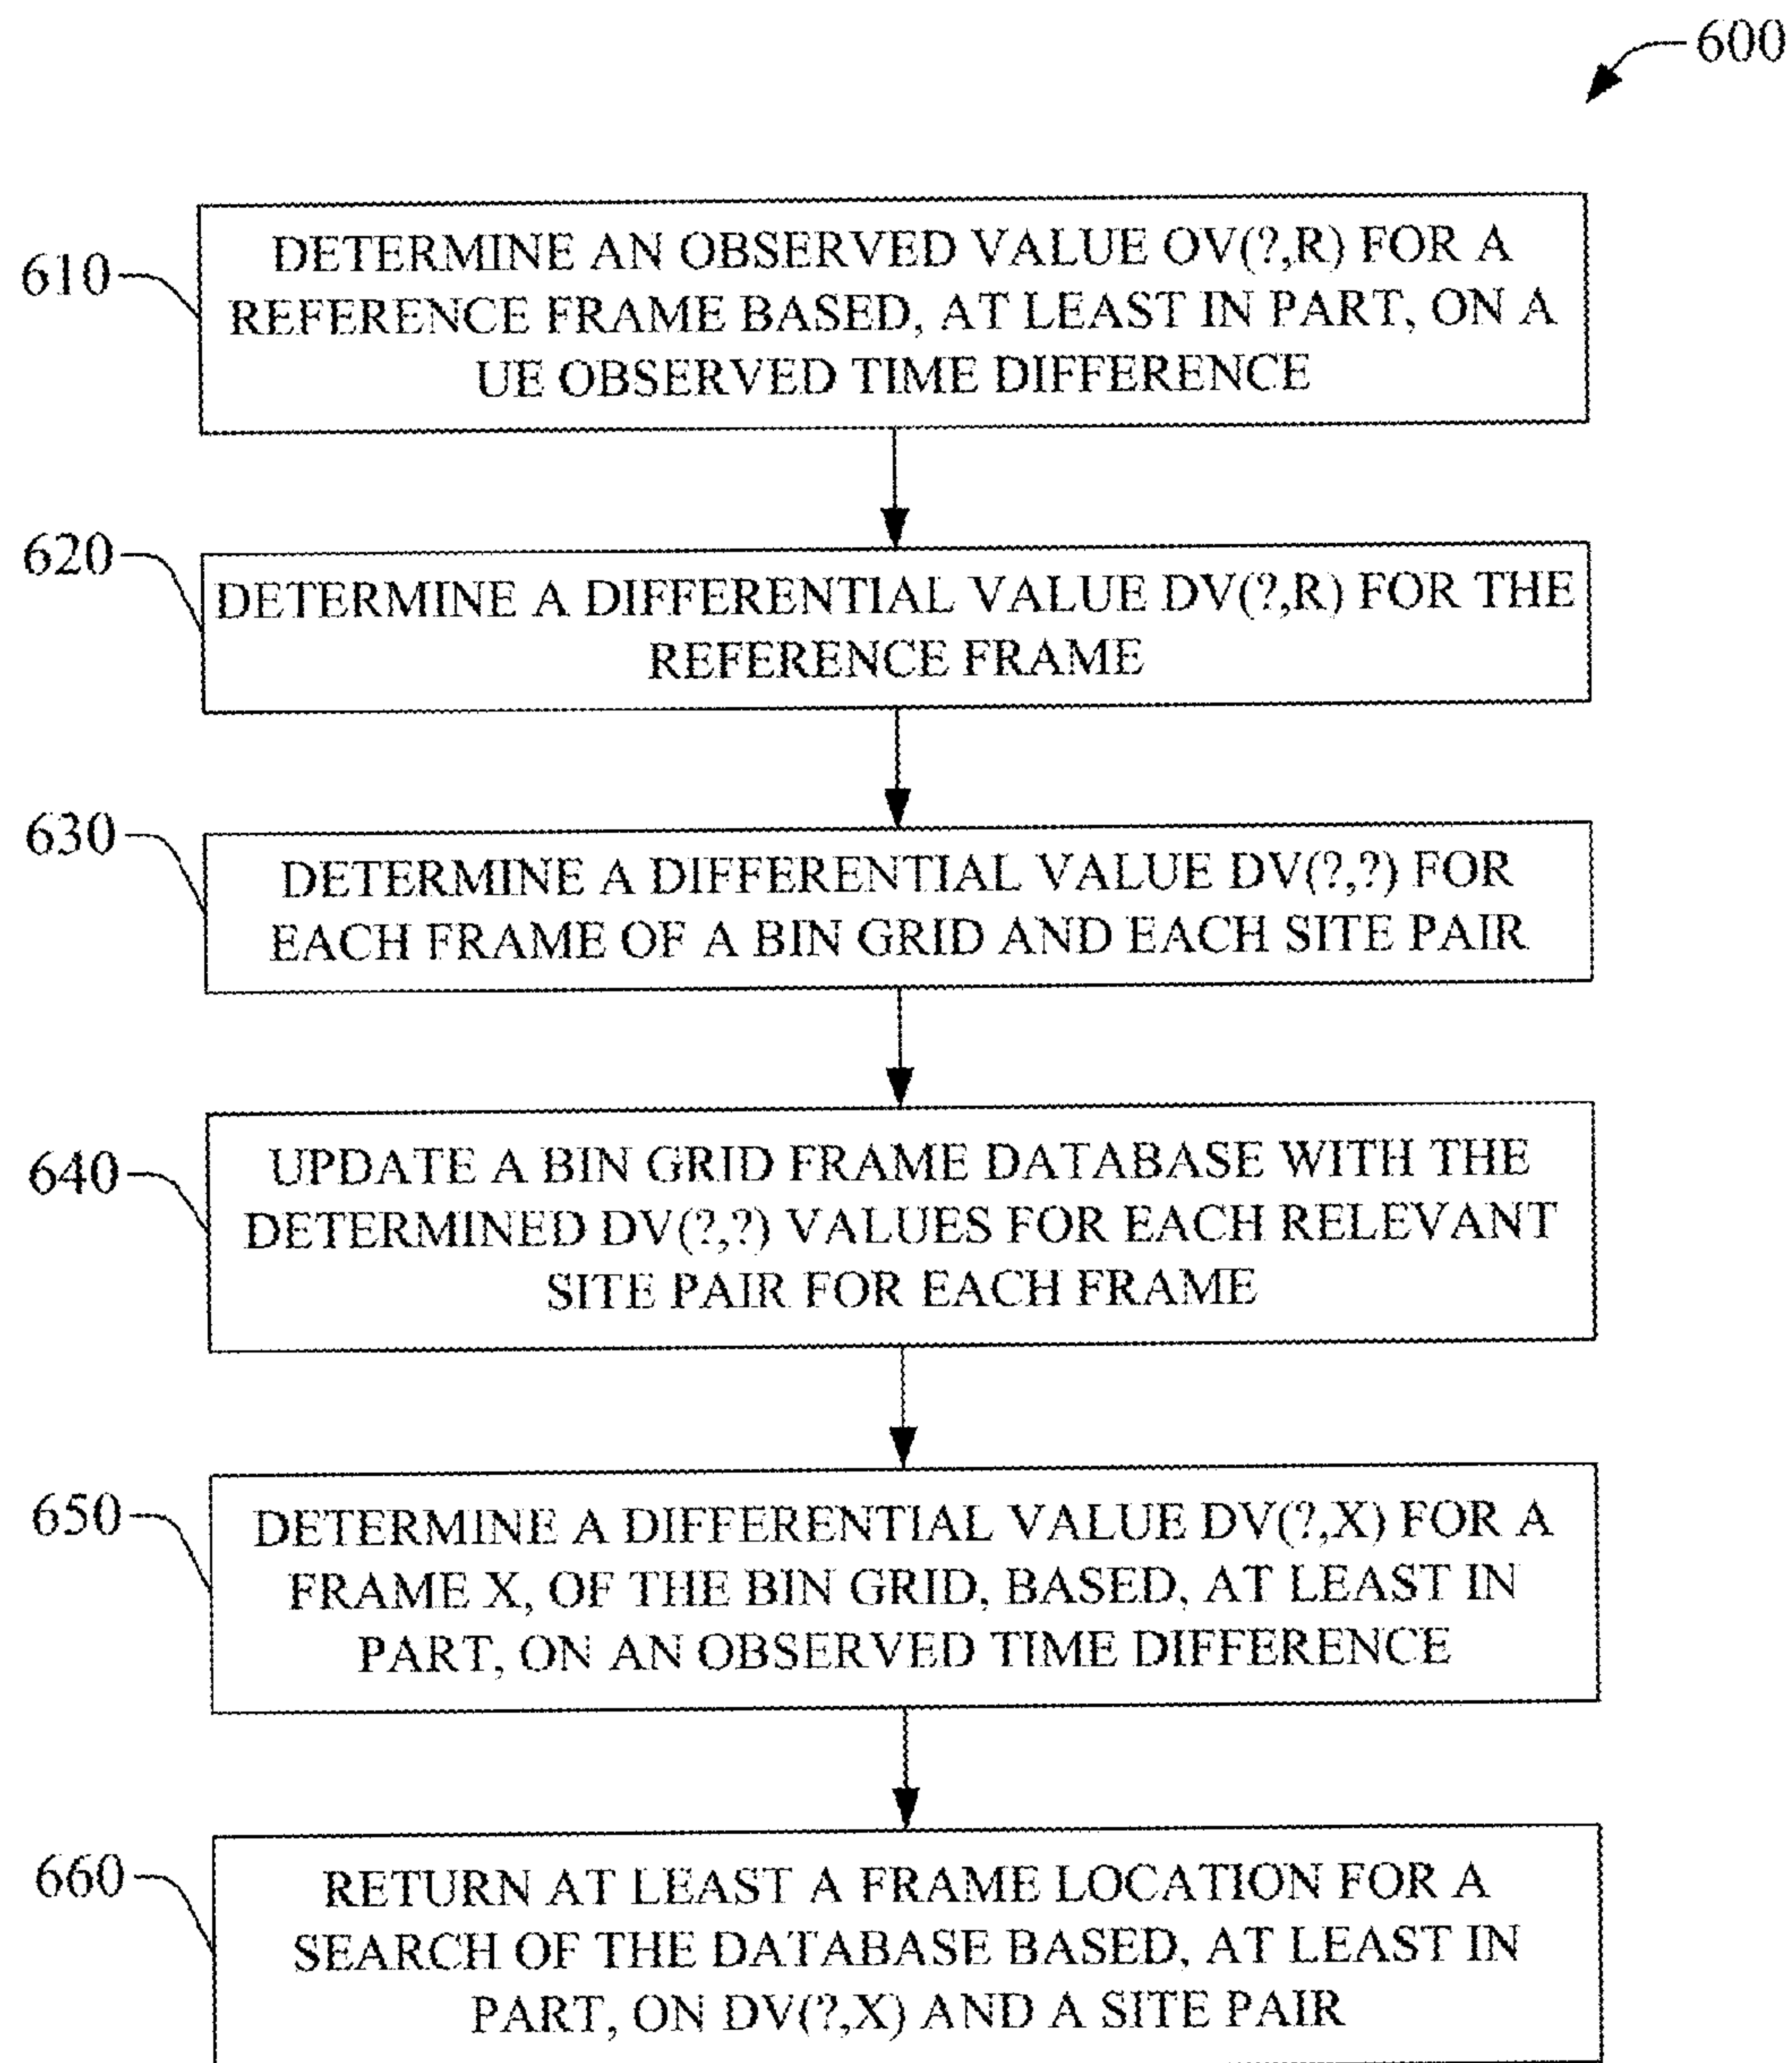 600
610
DETERMINE AN OBSERVED VALUE OV(?,R) FOR A
REFERENCE FRAME BASED, AT LEAST IN PART, ON A
UE OBSERVED TIME DIFFERENCE
620
DETERMINE A DIFFERENTIAL VALUE DV(?,R) FOR THE
REFERENCE FRAME
630
DETERMINE A DIFFERENTIAL VALUE DV(?,?) FOR
EACH FRAME OF A BIN GRID AND EACH SITE PAIR
640
UPDATE A BIN GRID FRAME DATABASE WITH THE
DETERMINED DV(?,?) VALUES FOR EACH RELEVANT
SITE PAIR FOR EACH FRAME
650
DETERMINE A DIFFERENTIAL VALUE DV(?,X) FOR A
FRAME X, OF THE BIN GRID, BASED, AT LEAST IN
PART, ON AN OBSERVED TIME DIFFERENCE
660
RETURN AT LEAST A FRAME LOCATION FOR A
SEARCH OF THE DATABASE BASED, AT LEAST IN
PART, ON DV(?,X) AND A SITE PAIR